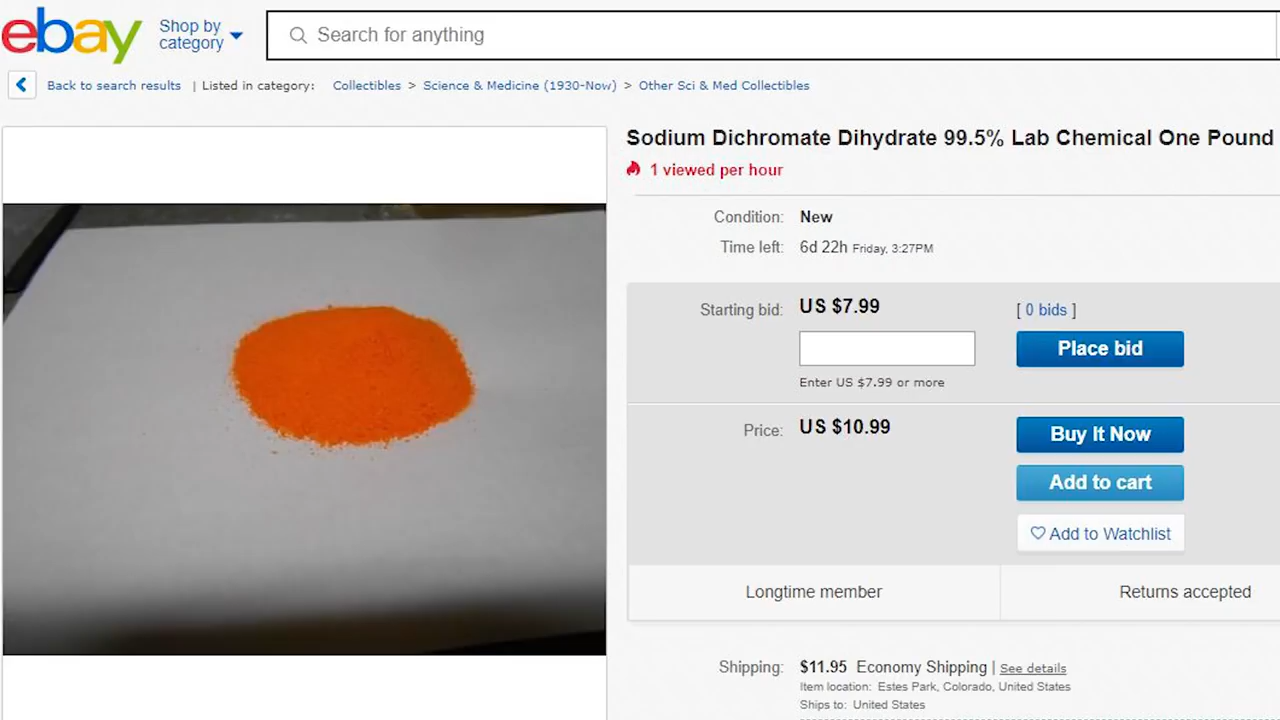 ebay
Shop by
category
Search for anything
Back to search results | Listed in category: Collectibles > Science & Medicine (1930-Now) > Other Sci & Med Collectibles
Sodium Dichromate Dihydrate 99.5% Lab Chemical One Pound
1 viewed per hour
Condition: New
Time left: 6d 22h Friday, 3:27PM
Starting bid: US $7.99 [ 0 bids ]
Place bid
Enter US $7.99 or more
Price: US $10.99
Buy It Now
Add to cart
Add to Watchlist
Longtime member Returns accepted
Shipping: $11.95 Economy Shipping | See details
Item location: Estes Park, Colorado, United States
Ships to: United States